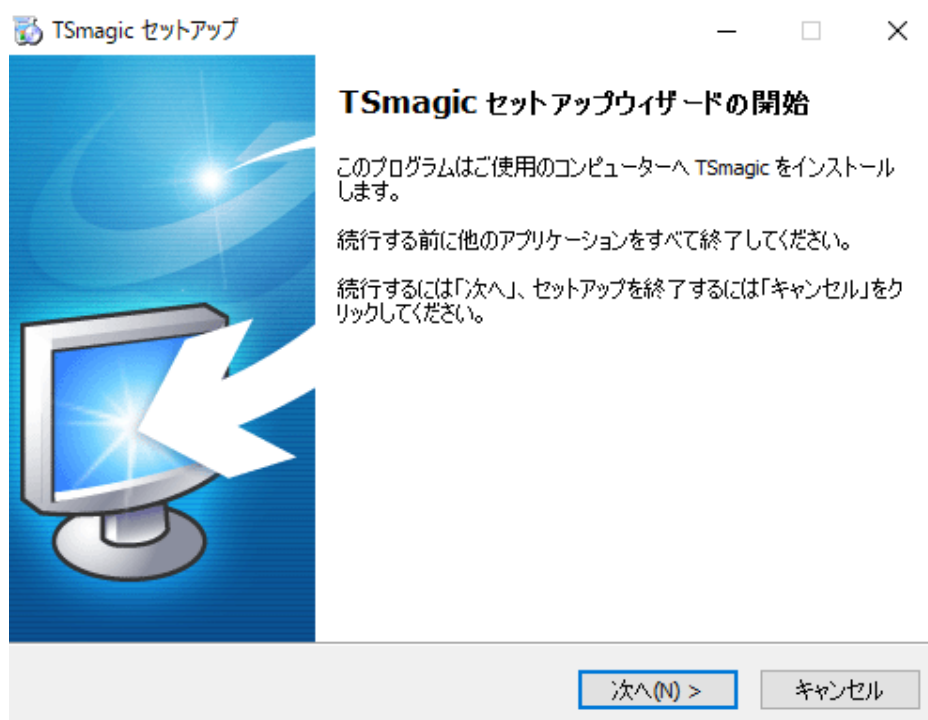 TSmagic セットアップ
TSmagic セットアップウィザードの開始
このプログラムはご使用のコンピューターへ TSmagic をインストール
します。
続行する前に他のアプリケーションをすべて終了してください。
続行するには「次へ」、セットアップを終了するには「キャンセル」をク
リックしてください。
次へ(N) >
キャンセル